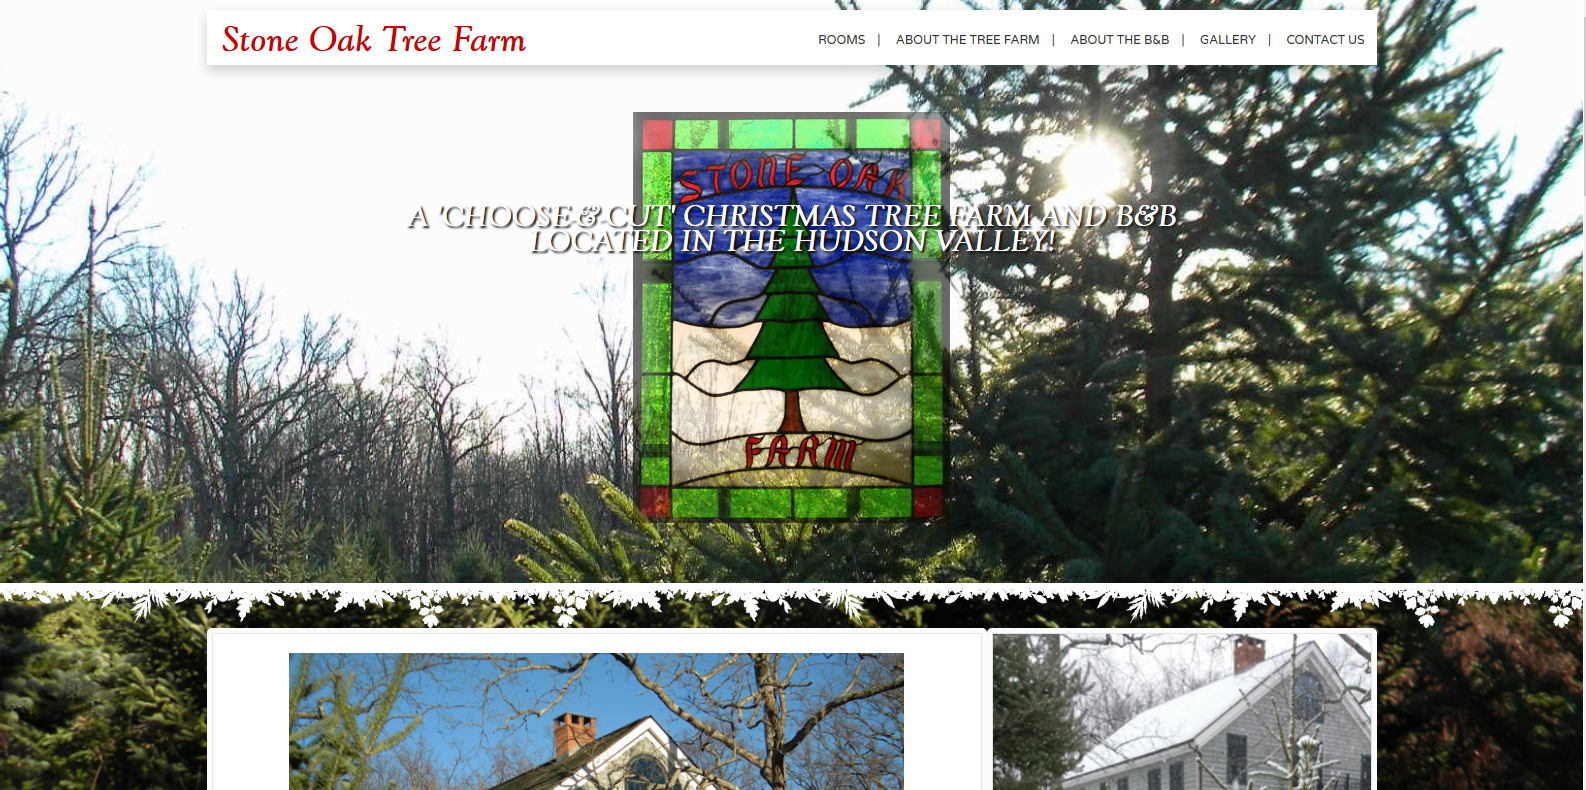 Stone Oak Tree Farm
ROOMS | ABOUT THE TREE FARM | ABOUT THE B&B | GALLERY | CONTACT US
STONE OAK
A 'CHOOSE & CUT' CHRISTMAS TREE FARM AND B&B
LOCATED IN THE HUDSON VALLEY!
FARM